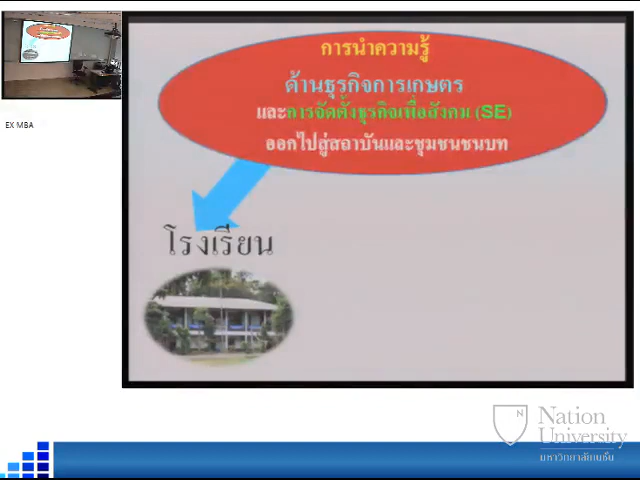 การนำความรู้
ด้านธุรกิจการเกษตร
และการจัดตั้งธุรกิจเพื่อสังคม (SE)
ออกไปสู่สถาบันและชุมชนชนบท
โรงเรียน
EX MBA
N
Nation
University
มหาวิทยาลัยเนชั่น